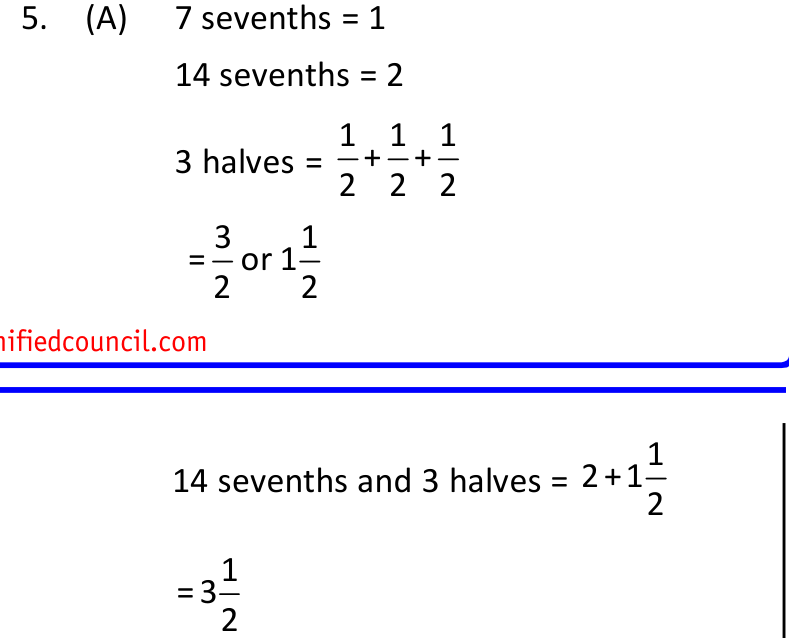 5. (A) 7 sevenths = 1
14 sevenths = 2
3 halves = 1/2 + 1/2 + 1/2
= 3/2 or 1 1/2
nifiedcouncil.com
14 sevenths and 3 halves = 2 + 1 1/2
= 3 1/2